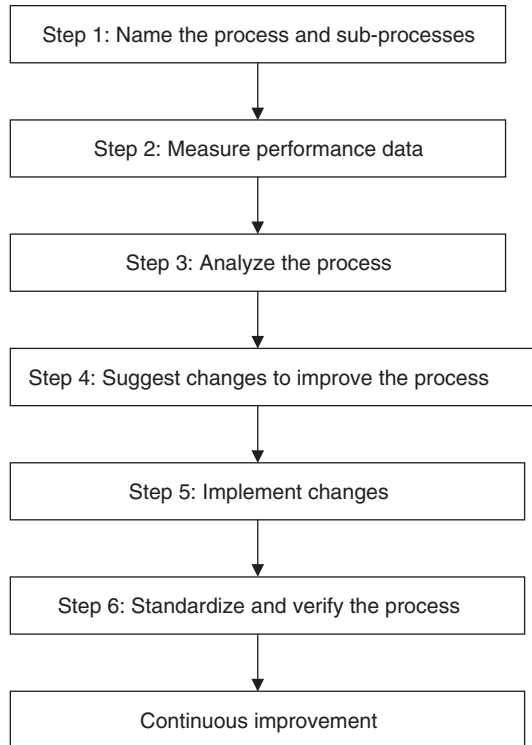 Step 1: Name the process and sub-processes
Step 2: Measure performance data
Step 3: Analyze the process
Step 4: Suggest changes to improve the process
Step 5: Implement changes
Step 6: Standardize and verify the process
Continuous improvement